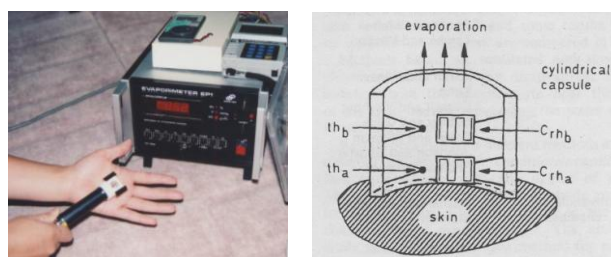 EVAPORIMETER EP1
evaporation
cylindrical
capsule
th b
C rh b
th a
C rh a
skin